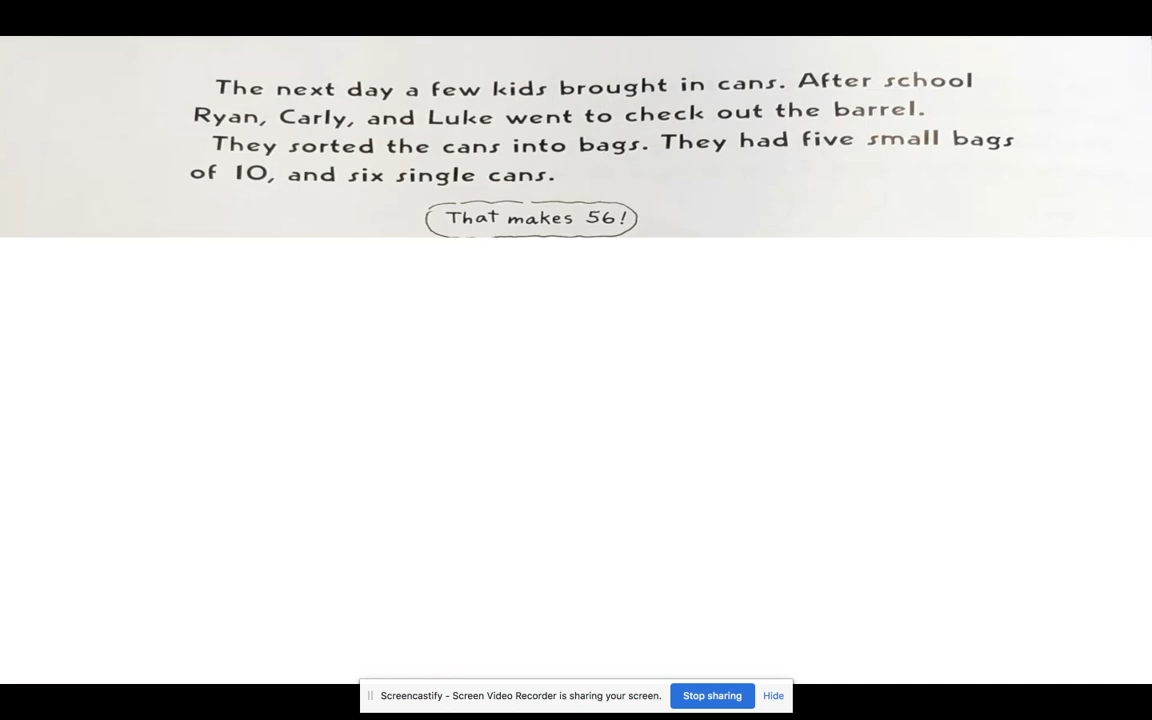 The next day a few kids brought in cans. After school
Ryan, Carly, and Luke went to check out the barrel.
They sorted the cans into bags. They had five small bags
of 10, and six single cans.
That makes 56!
Screencastify - Screen Video Recorder is sharing your screen.
Stop sharing
Hide